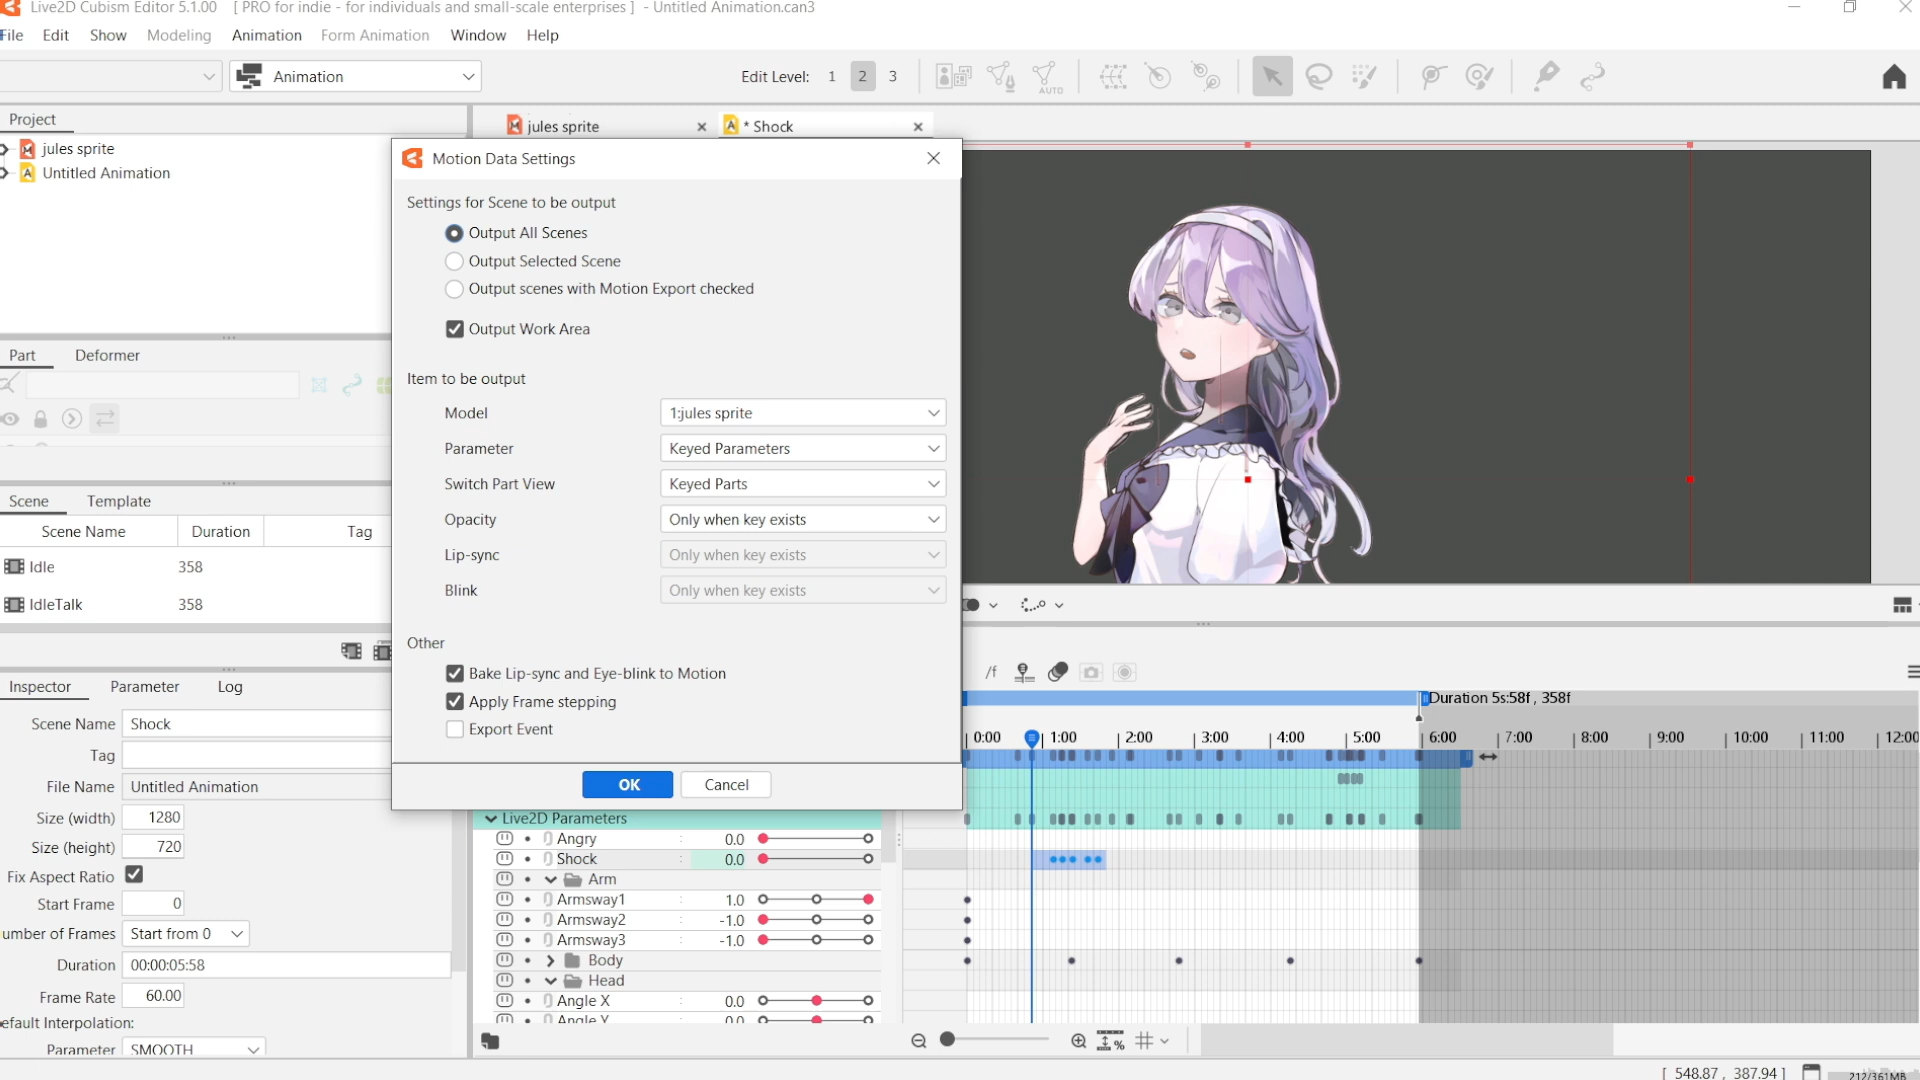 Live2D Cubism Editor 5.1.00 [ PRO for indie - for individuals and small-scale enterprises ] - Untitled Animation.can3
File Edit Show Modeling Animation Form Animation Window Help
Animation
Edit Level: 1 2 3
AUTO
Project
jules sprite
Untitled Animation
jules sprite
* Shock
Motion Data Settings
Settings for Scene to be output
Output All Scenes
Output Selected Scene
Output scenes with Motion Export checked
Output Work Area
Item to be output
Model 1:jules sprite
Parameter Keyed Parameters
Switch Part View Keyed Parts
Opacity Only when key exists
Lip-sync Only when key exists
Blink Only when key exists
Other
Bake Lip-sync and Eye-blink to Motion
Apply Frame stepping
Export Event
OK Cancel
Part Deformer
Scene Template
Scene Name Duration Tag
Idle 358
IdleTalk 358
Inspector Parameter Log
Scene Name Shock
Tag
File Name Untitled Animation
Size (width) 1280
Size (height) 720
Fix Aspect Ratio
Start Frame 0
umber of Frames Start from 0
Duration 00:00:05:58
Frame Rate 60.00
efault Interpolation:
Parameter SMOOTH
/f
Duration 5s:58f , 358f
0:00 1:00 2:00 3:00 4:00 5:00 6:00 7:00 8:00 9:00 10:00 11:00 12:00
Live2D Parameters
Angry : 0.0
Shock : 0.0
Arm
Armsway1 : 1.0
Armsway2 : -1.0
Armsway3 : -1.0
Body
Head
Angle X : 0.0
Angle Y : 0.0
%
[ 548.87 , 387.94 ] 212/361MB